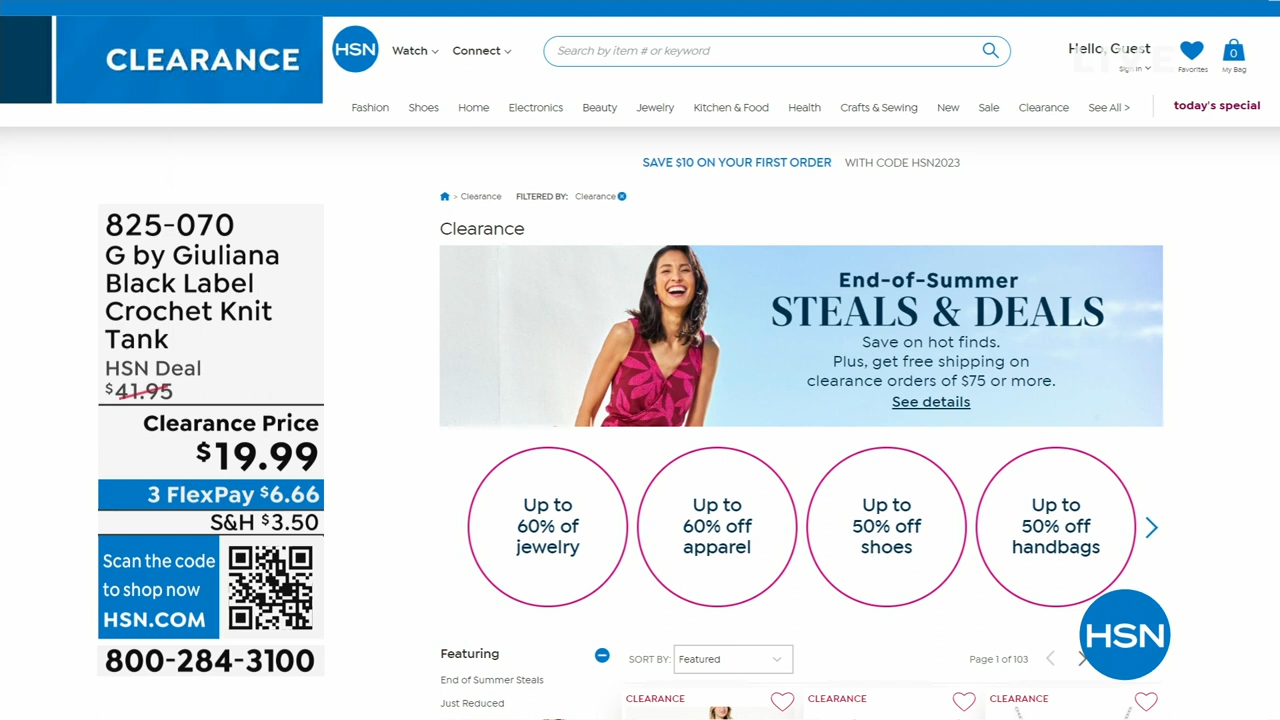 CLEARANCE
HSN
Watch
Connect
Search by item # or keyword
Hello, Guest
LIVE
Sign in
Favorites
0
My Bag
Fashion Shoes Home Electronics Beauty Jewelry Kitchen & Food Health Crafts & Sewing New Sale Clearance See All > today's special
SAVE $10 ON YOUR FIRST ORDER WITH CODE HSN2023
> Clearance FILTERED BY: Clearance
Clearance
825-070
G by Giuliana
Black Label
Crochet Knit
Tank
HSN Deal
$41.95
Clearance Price
$19.99
3 FlexPay $6.66
S&H $3.50
Scan the code
to shop now
HSN.COM
800-284-3100
End-of-Summer
STEALS & DEALS
Save on hot finds.
Plus, get free shipping on
clearance orders of $75 or more.
See details
Up to
60% of
jewelry
Up to
60% off
apparel
Up to
50% off
shoes
Up to
50% off
handbags
HSN
Featuring
End of Summer Steals
Just Reduced
SORT BY: Featured
Page 1 of 103
CLEARANCE
CLEARANCE
CLEARANCE